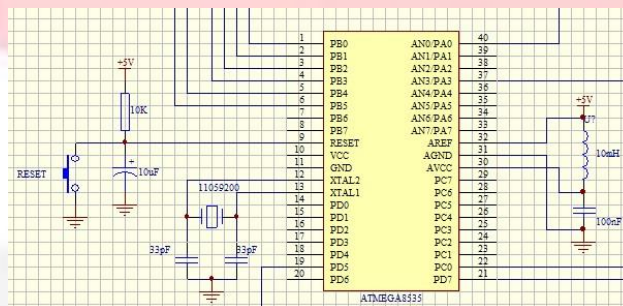 +5V
10K
+
10uF
RESET
11059200
33pF
33pF
1 PB0 AN0/PA0 40
2 PB1 AN1/PA1 39
3 PB2 AN2/PA2 38
4 PB3 AN3/PA3 37
5 PB4 AN4/PA4 36
6 PB5 AN5/PA5 35
7 PB6 AN6/PA6 34
8 PB7 AN7/PA7 33
9 RESET AREF 32
10 VCC AGND 31
11 GND AVCC 30
12 XTAL2 PC7 29
13 XTAL1 PC6 28
14 PD0 PC5 27
15 PD1 PC4 26
16 PD2 PC3 25
17 PD3 PC2 24
18 PD4 PC1 23
19 PD5 PC0 22
20 PD6 PD7 21
ATMEGA8535
+5V
U?
10mH
100nF